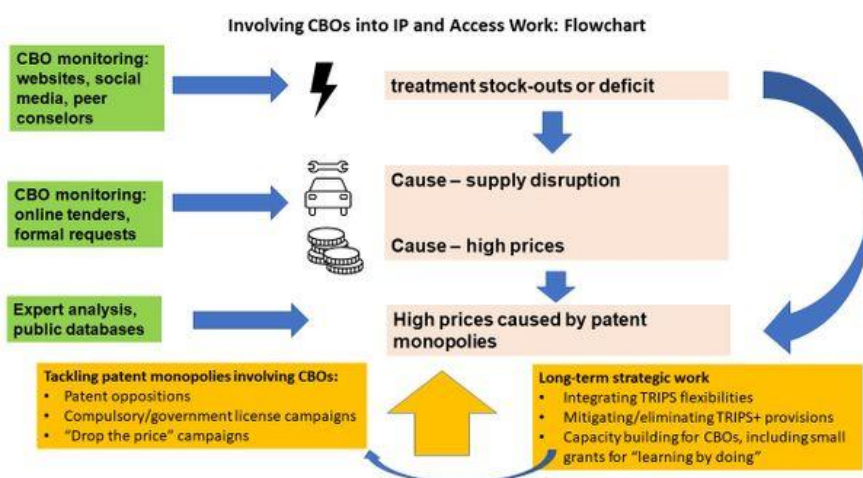 Involving CBOs into IP and Access Work: Flowchart
CBO monitoring:
websites, social
media, peer
conselors
treatment stock-outs or deficit
CBO monitoring:
online tenders,
formal requests
Cause – supply disruption
Cause – high prices
Expert analysis,
public databases
High prices caused by patent
monopolies
Tackling patent monopolies involving CBOs:
• Patent oppositions
• Compulsory/government license campaigns
• “Drop the price” campaigns
Long-term strategic work
• Integrating TRIPS flexibilities
• Mitigating/eliminating TRIPS+ provisions
• Capacity building for CBOs, including small
grants for “learning by doing”